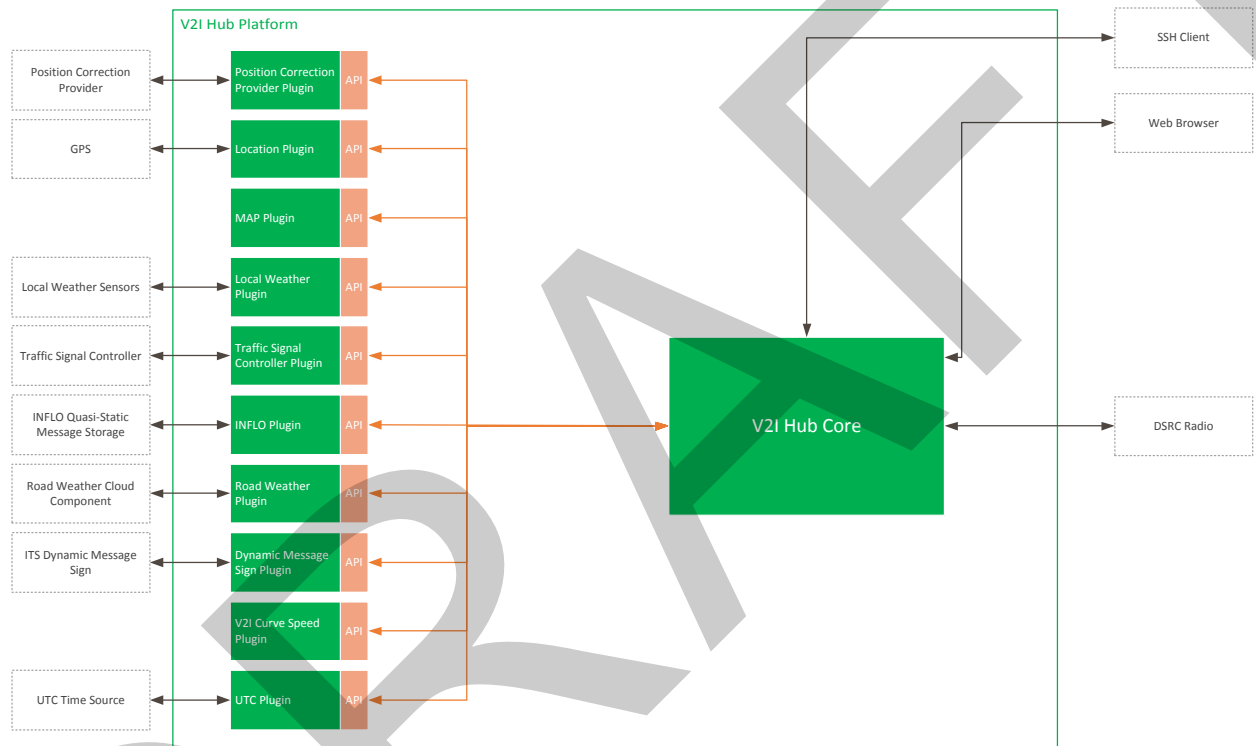 V2I Hub Platform
SSH Client
Position Correction
Provider
Position Correction
Provider Plugin
API
Web Browser
GPS
Location Plugin
API
MAP Plugin
API
Local Weather Sensors
Local Weather
Plugin
API
Traffic Signal Controller
Traffic Signal
Controller Plugin
API
INFLO Quasi-Static
Message Storage
INFLO Plugin
API
V2I Hub Core
DSRC Radio
Road Weather Cloud
Component
Road Weather
Plugin
API
ITS Dynamic Message
Sign
Dynamic Message
Sign Plugin
API
V2I Curve Speed
Plugin
API
UTC Time Source
UTC Plugin
API
RAF